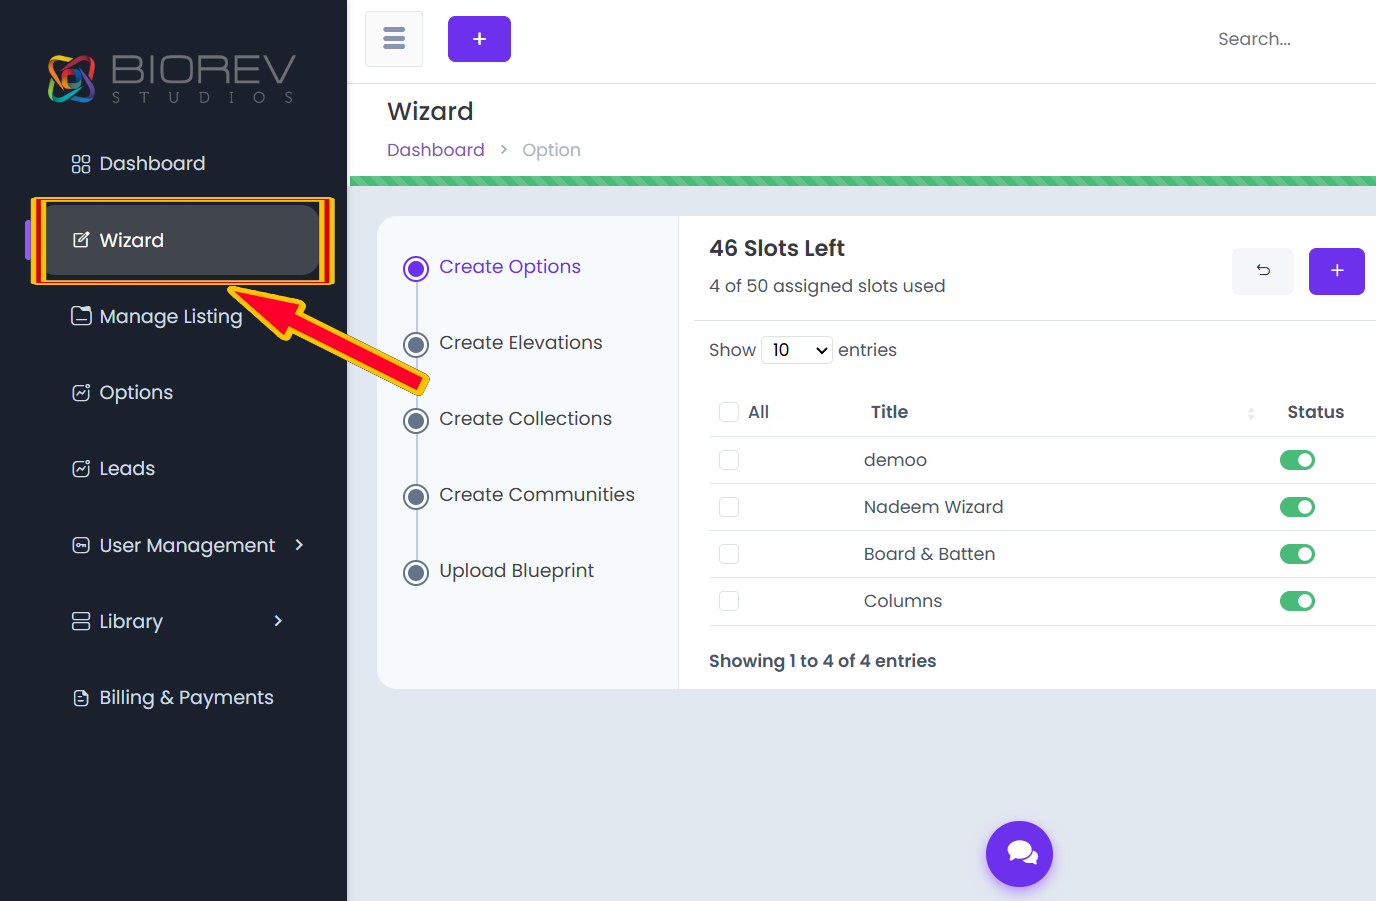 BIOREV
STUDIOS
Dashboard
Wizard
Manage Listing
Options
Leads
User Management
Library
Billing & Payments
+
Search...
Wizard
Dashboard > Option
Create Options
Create Elevations
Create Collections
Create Communities
Upload Blueprint
46 Slots Left
4 of 50 assigned slots used
+
Show 10 entries
All Title Status
demoo
Nadeem Wizard
Board & Batten
Columns
Showing 1 to 4 of 4 entries